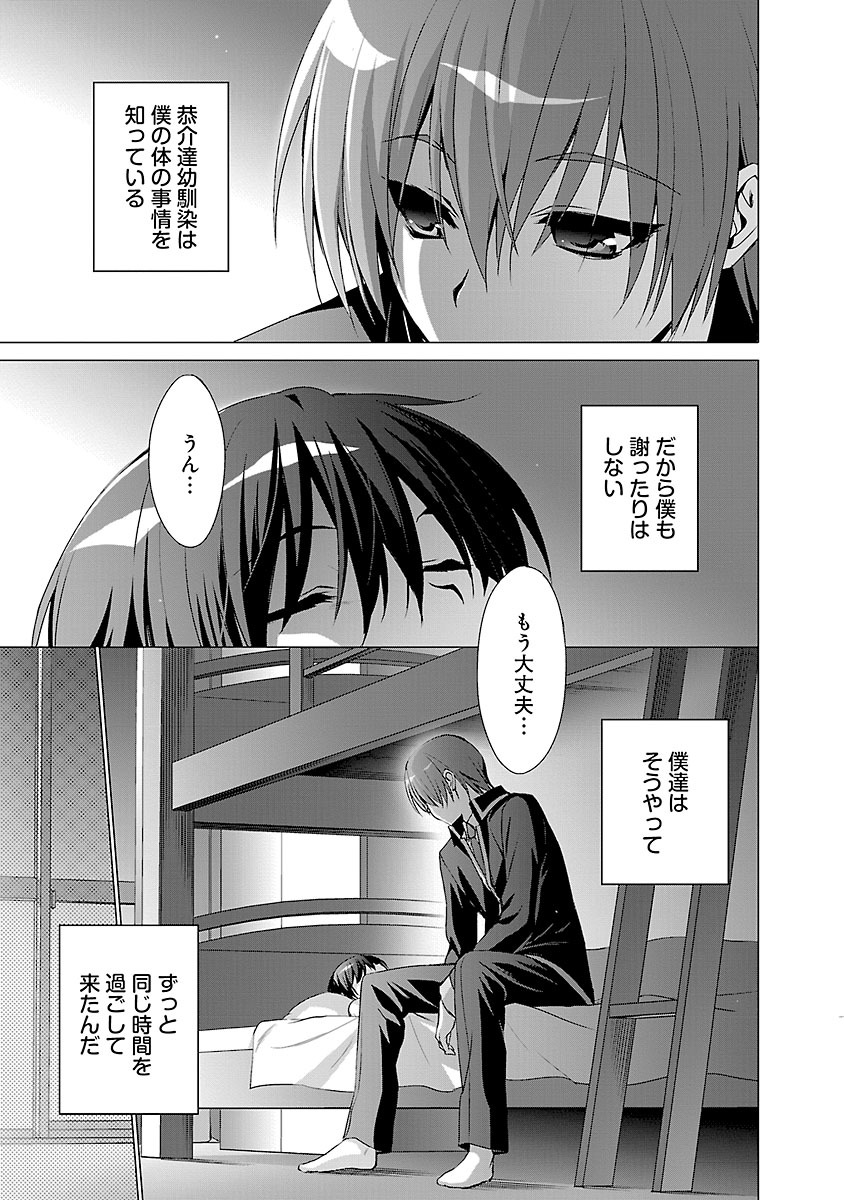 恭介達幼馴染は
僕の体の事情を
知っている
だから僕も
謝ったりは
しない
うん…
もう大丈夫…
僕達は
そうやって
ずっと
同じ時間を
過ごして
来たんだ